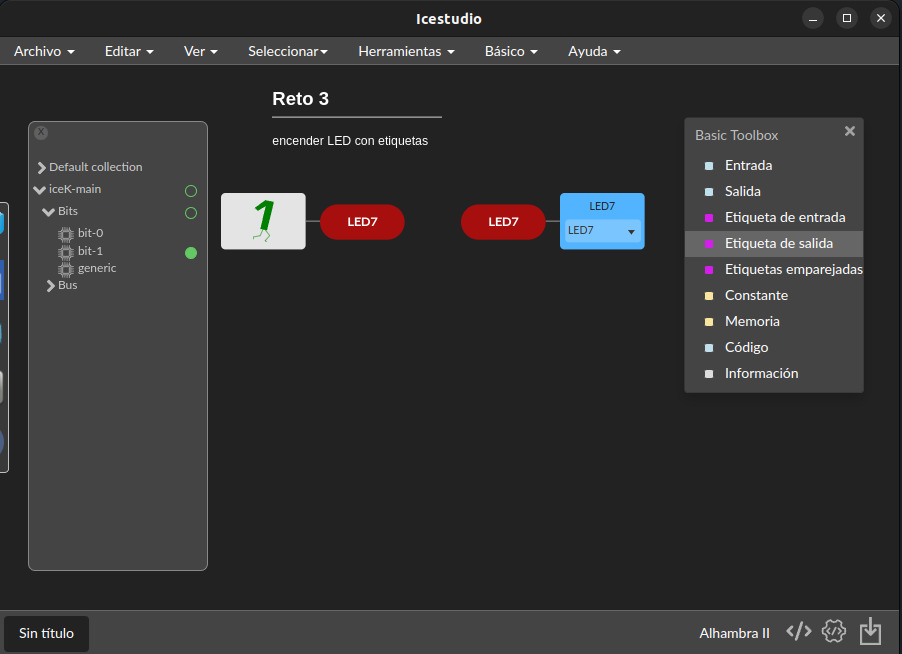 Icestudio
Archivo Editar Ver Seleccionar Herramientas Básico Ayuda
Reto 3
encender LED con etiquetas
X
Default collection
iceK-main
Bits
bit-0
bit-1
generic
Bus
1
LED7
LED7
LED7
LED7
Basic Toolbox
Entrada
Salida
Etiqueta de entrada
Etiqueta de salida
Etiquetas emparejadas
Constante
Memoria
Código
Información
Sin título
Alhambra II